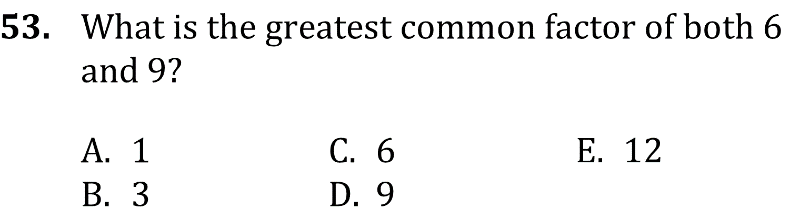 53. What is the greatest common factor of both 6
and 9?
A. 1 C. 6 E. 12
B. 3 D. 9